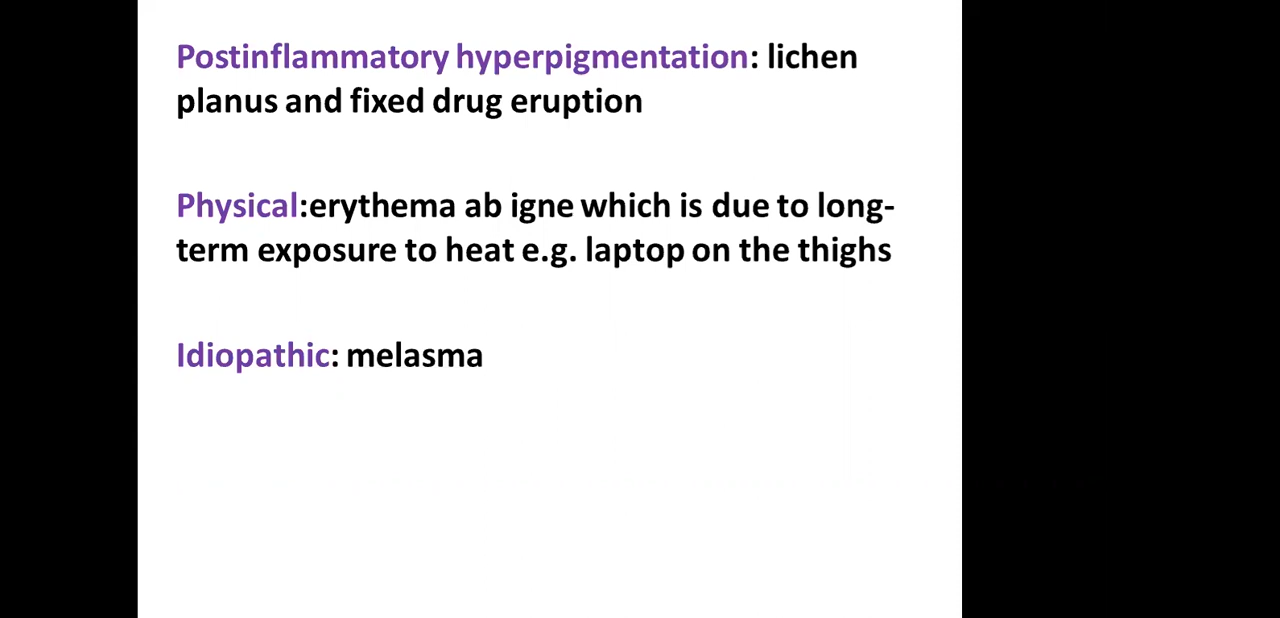 Postinflammatory hyperpigmentation: lichen
planus and fixed drug eruption
Physical:erythema ab igne which is due to long-
term exposure to heat e.g. laptop on the thighs
Idiopathic: melasma